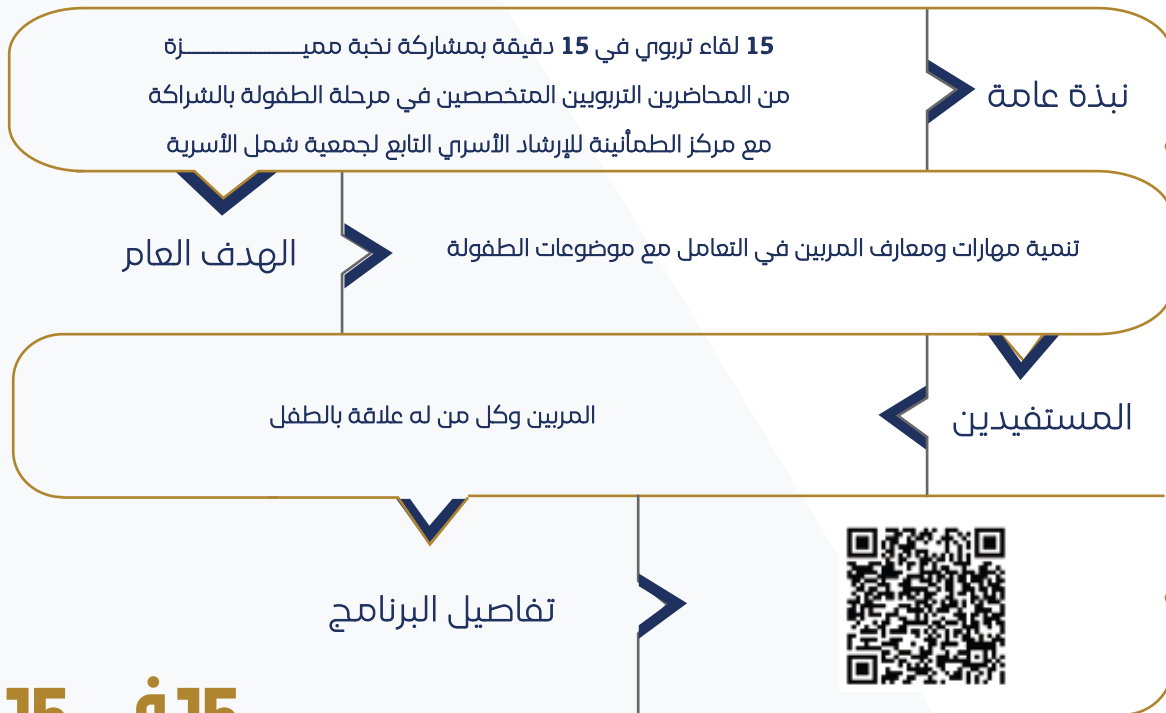 نبذة عامة
15 لقاء تربوي في 15 دقيقة بمشاركة نخبة مميـــــــــــزة
من المحاضرين التربويين المتخصصين في مرحلة الطفولة بالشراكة
مع مركز الطمأنينة للإرشاد الأسري التابع لجمعية شمل الأسرية
الهدف العام
تنمية مهارات ومعارف المربين في التعامل مع موضوعات الطفولة
المستفيدين
المربين وكل من له علاقة بالطفل
تفاصيل البرنامج